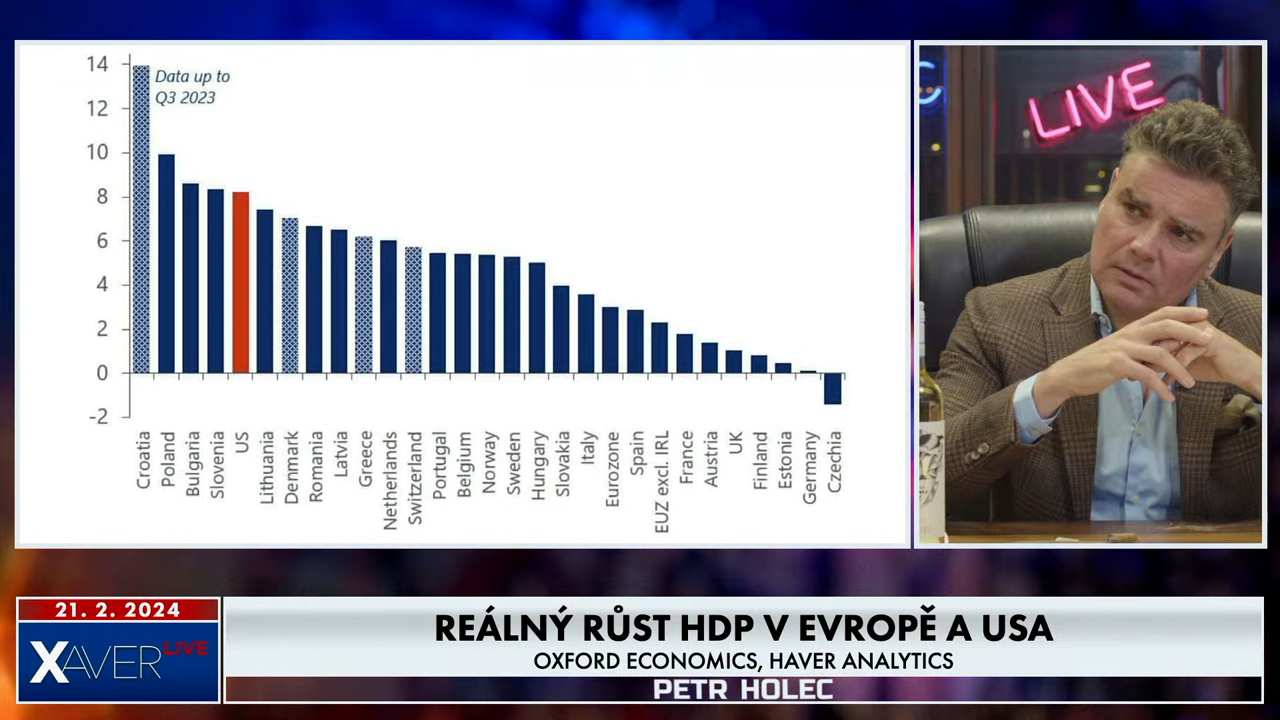 14
12
10
8
6
4
2
0
-2
Data up to
Q3 2023
Croatia
Poland
Bulgaria
Slovenia
US
Lithuania
Denmark
Romania
Latvia
Greece
Netherlands
Switzerland
Portugal
Belgium
Norway
Sweden
Hungary
Slovakia
Italy
Eurozone
Spain
EUZ excl. IRL
France
Austria
UK
Finland
Estonia
Germany
Czechia
LIVE
21. 2. 2024
XAVER LIVE
REÁLNÝ RŮST HDP V EVROPĚ A USA
OXFORD ECONOMICS, HAVER ANALYTICS
PETR HOLEC